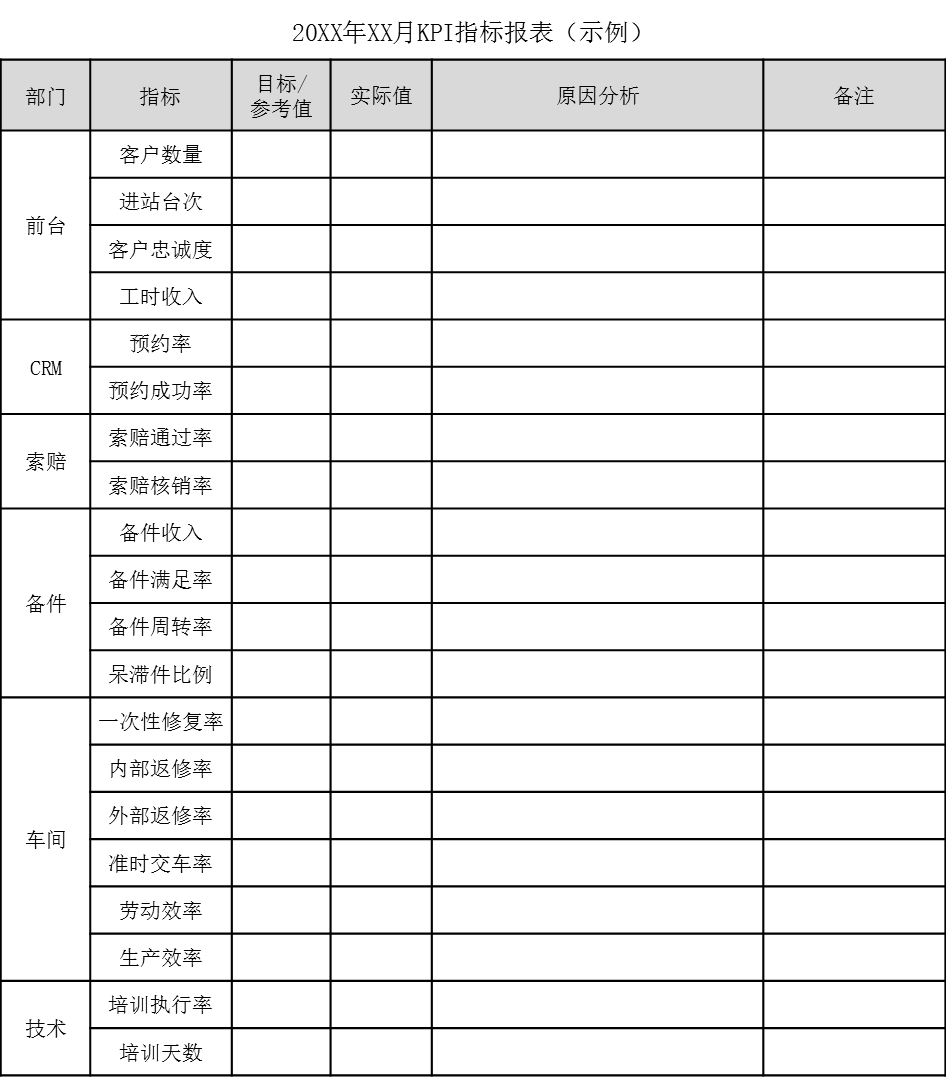 20XX年XX月KPI指标报表（示例）
部门 指标 目标/ 实际值 原因分析 备注
参考值
前台
客户数量
进站台次
客户忠诚度
工时收入
CRM
预约率
预约成功率
索赔
索赔通过率
索赔核销率
备件
备件收入
备件满足率
备件周转率
呆滞件比例
车间
一次性修复率
内部返修率
外部返修率
准时交车率
劳动效率
生产效率
技术
培训执行率
培训天数